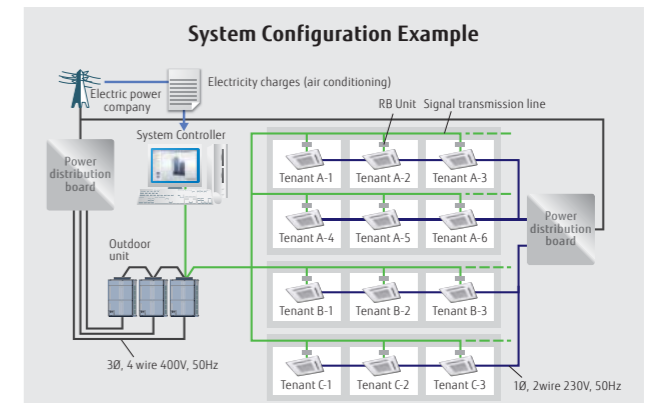 System Configuration Example
Electricity charges (air conditioning)
Electric power
company
RB Unit
Signal transmission line
System Controller
Power
distribution
board
Tenant A-1
Tenant A-2
Tenant A-3
Tenant A-4
Tenant A-5
Tenant A-6
Power
distribution
board
Outdoor
unit
Tenant B-1
Tenant B-2
Tenant B-3
3Ø, 4 wire 400V, 50Hz
Tenant C-1
Tenant C-2
Tenant C-3
1Ø, 2wire 230V, 50Hz